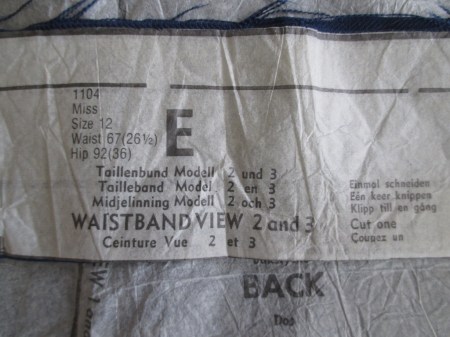 1104
Miss
Size 12
Waist 67(26½)
Hip 92(36)
E
Taillenbund Modell 2 und 3
Tailleband Model 2 en 3
Midjelinning Modell 2 och 3
WAISTBAND VIEW 2 and 3
Ceinture Vue 2 et 3
Einmal schneiden
Eén keer knippen
Klipp till en gång
Cut one
Coupez un
BACK
Dos